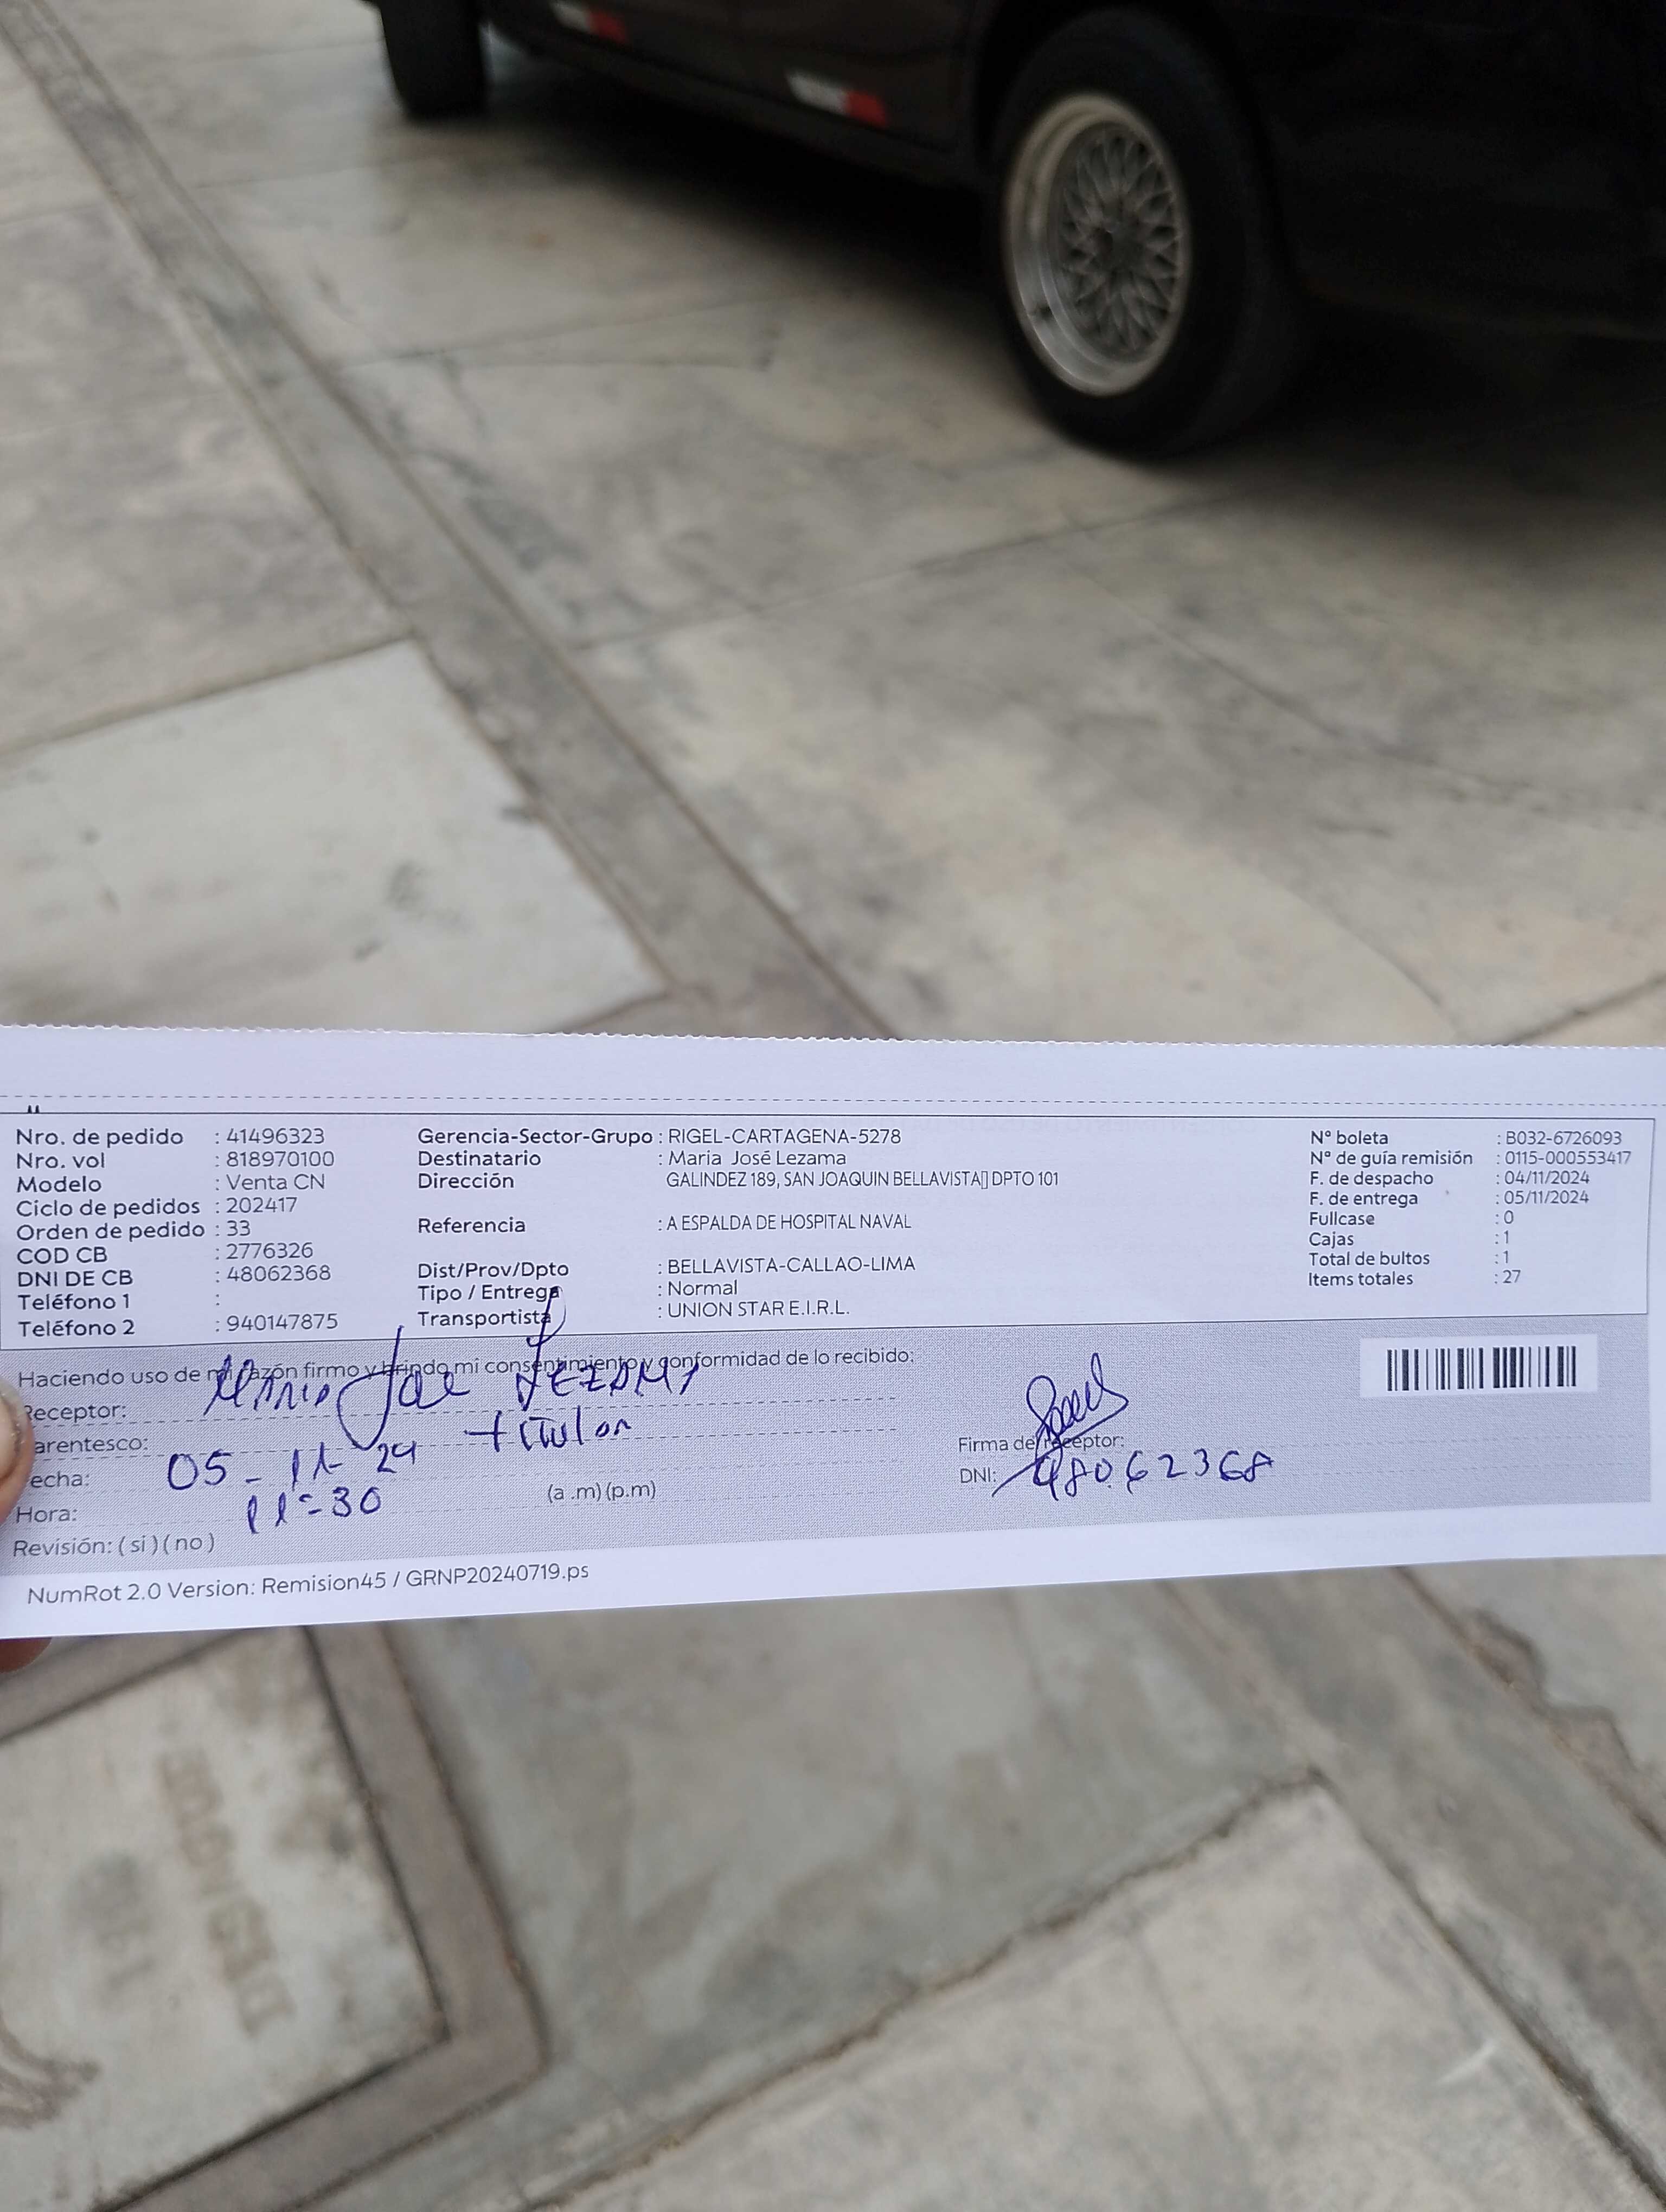 Nro. de pedido : 41496323
Nro. vol : 818970100
Modelo : Venta CN
Ciclo de pedidos : 202417
Orden de pedido : 33
COD CB : 2776326
DNI DE CB : 48062368
Teléfono 1 :
Teléfono 2 : 940147875
Gerencia-Sector-Grupo : RIGEL-CARTAGENA-5278
Destinatario : Maria José Lezama
Dirección GALINDEZ 189, SAN JOAQUIN BELLAVISTA▯ DPTO 101
Referencia : A ESPALDA DE HOSPITAL NAVAL
Dist/Prov/Dpto : BELLAVISTA-CALLAO-LIMA
Tipo / Entrega : Normal
Transportista : UNION STAR E.I.R.L.
N° boleta : B032-6726093
N° de guía remisión : 0115-000553417
F. de despacho : 04/11/2024
F. de entrega : 05/11/2024
Fullcase : 0
Cajas : 1
Total de bultos : 1
Items totales : 27
Haciendo uso de mi razón firmo y brindo mi consentimiento y conformidad de lo recibido:
Receptor: Maria Jose Lezama
arentesco: titular
echa: 05-11-24
Hora: 11:30 (a .m) (p.m)
Revisión: ( si ) ( no )
Firma de receptor:
DNI: 48062368
NumRot 2.0 Version: Remision45 / GRNP20240719.ps